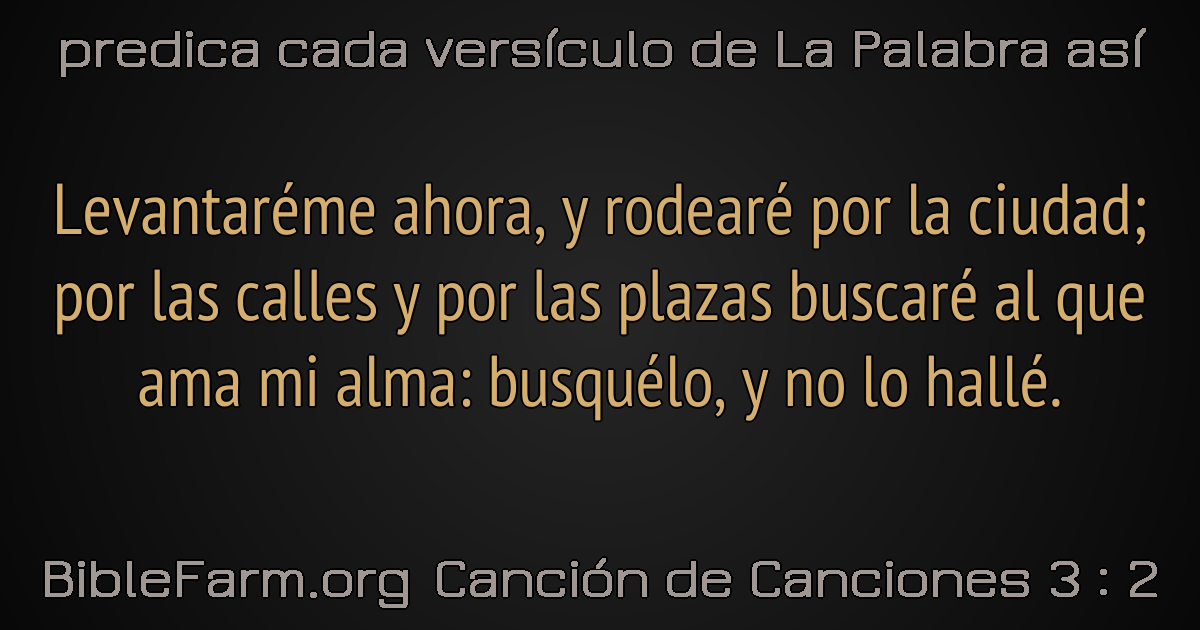 predica cada versículo de La Palabra así
Levantaréme ahora, y rodearé por la ciudad;
por las calles y por las plazas buscaré al que
ama mi alma: busquélo, y no lo hallé.
BibleFarm.org Canción de Canciones 3 : 2